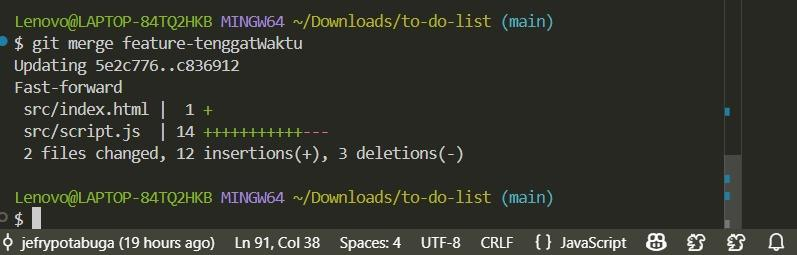 Lenovo@LAPTOP-84TQ2HKB MINGW64 ~/Downloads/to-do-list (main)
$ git merge feature-tenggatWaktu
Updating 5e2c776..c836912
Fast-forward
 src/index.html |  1 +
 src/script.js  | 14 +++++++++++---
 2 files changed, 12 insertions(+), 3 deletions(-)
Lenovo@LAPTOP-84TQ2HKB MINGW64 ~/Downloads/to-do-list (main)
$
jefrypotabuga (19 hours ago) Ln 91, Col 38 Spaces: 4 UTF-8 CRLF {} JavaScript